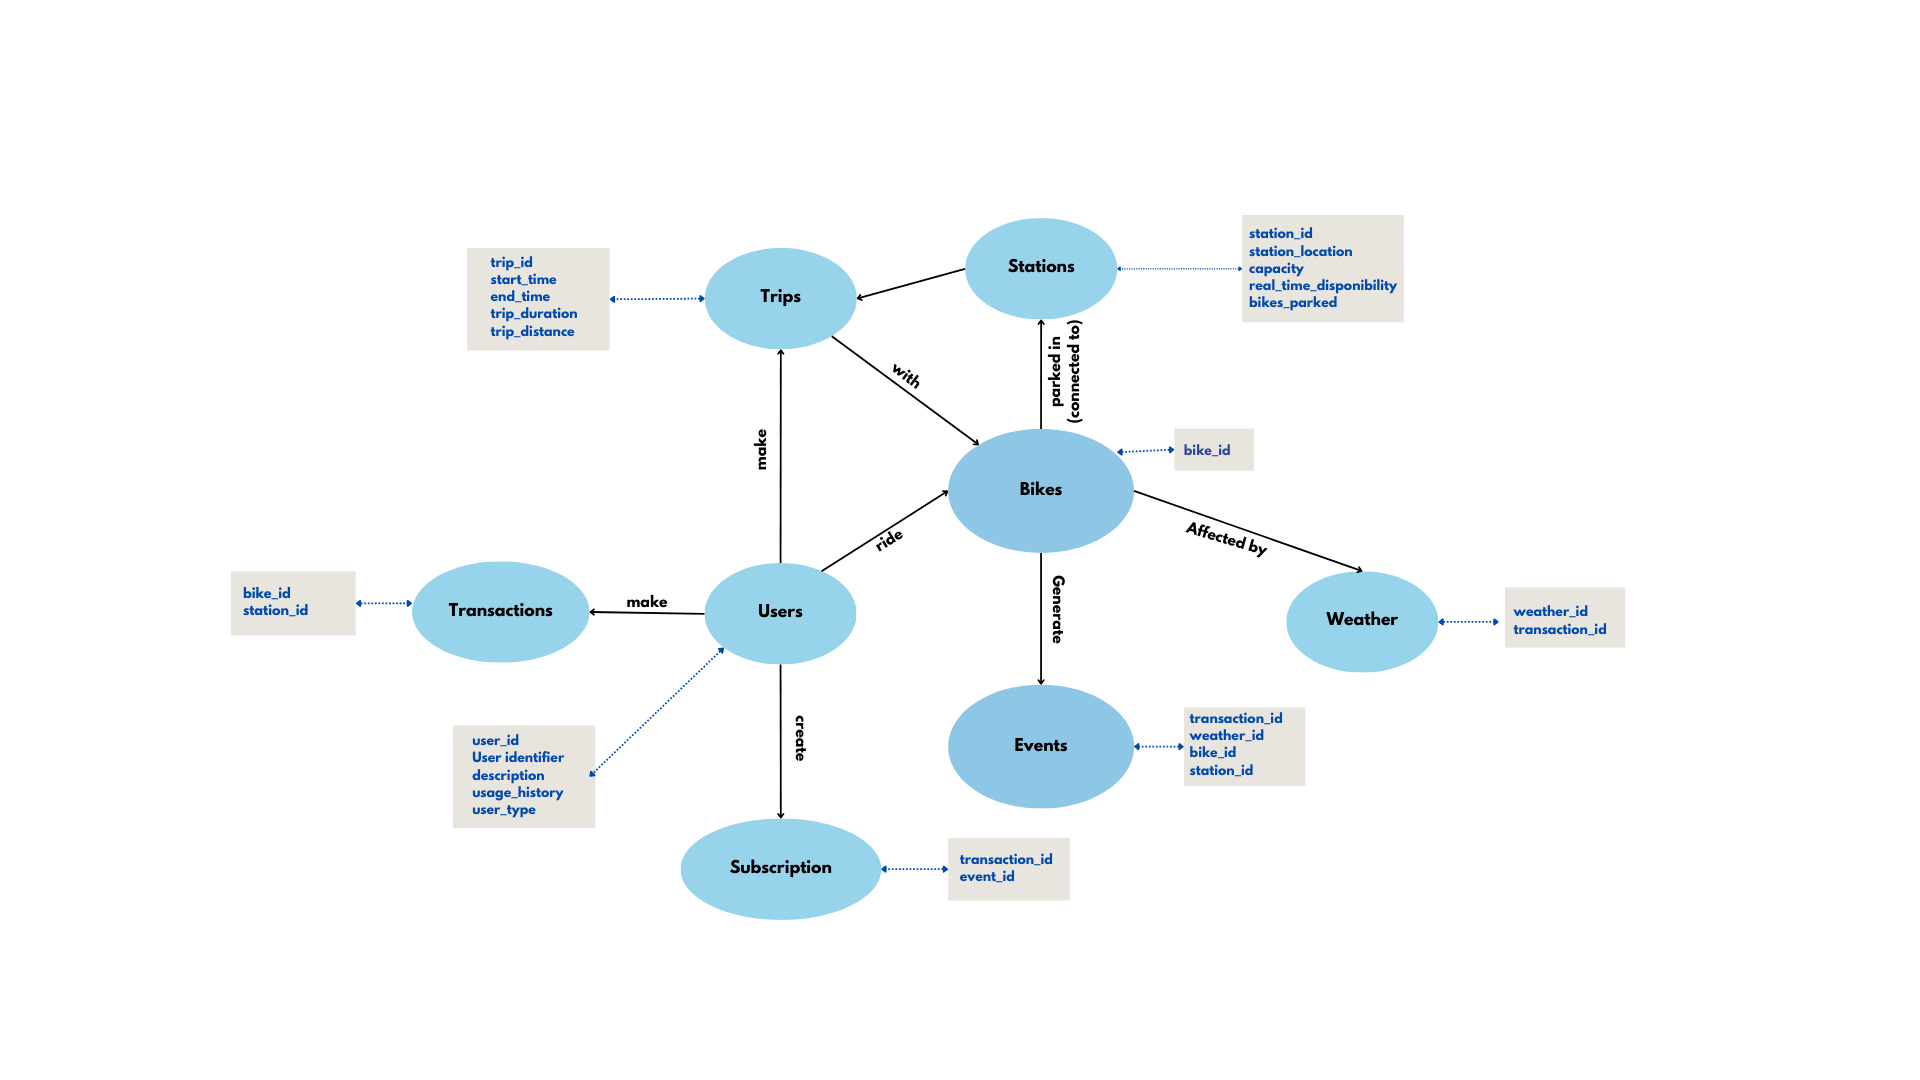 Stations
station_id
station_location
capacity
real_time_disponibility
bikes_parked
trip_id
start_time
end_time
trip_duration
trip_distance
Trips
with
parked in
(connected to)
make
bike_id
Bikes
ride
Affected by
Generate
bike_id
station_id
Transactions
make
Users
Weather
weather_id
transaction_id
user_id
User identifier
description
usage_history
user_type
create
Events
transaction_id
weather_id
bike_id
station_id
Subscription
transaction_id
event_id